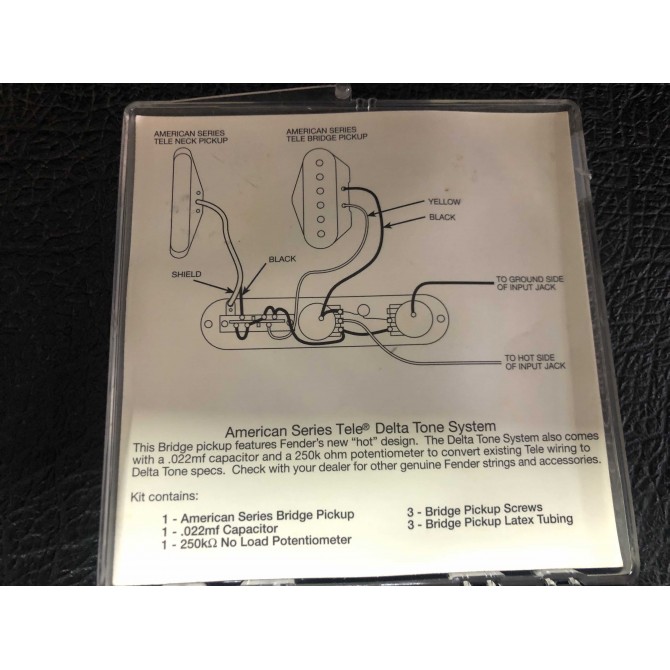 AMERICAN SERIES
TELE NECK PICKUP
AMERICAN SERIES
TELE BRIDGE PICKUP
YELLOW
BLACK
BLACK
SHIELD
TO GROUND SIDE
OF INPUT JACK
TO HOT SIDE
OF INPUT JACK
American Series Tele® Delta Tone System
This Bridge pickup features Fender's new "hot" design. The Delta Tone System also comes
with a .022mf capacitor and a 250k ohm potentiometer to convert existing Tele wiring to
Delta Tone specs. Check with your dealer for other genuine Fender strings and accessories.
Kit contains:
1 - American Series Bridge Pickup
1 - .022mf Capacitor
1 - 250kΩ No Load Potentiometer
3 - Bridge Pickup Screws
3 - Bridge Pickup Latex Tubing